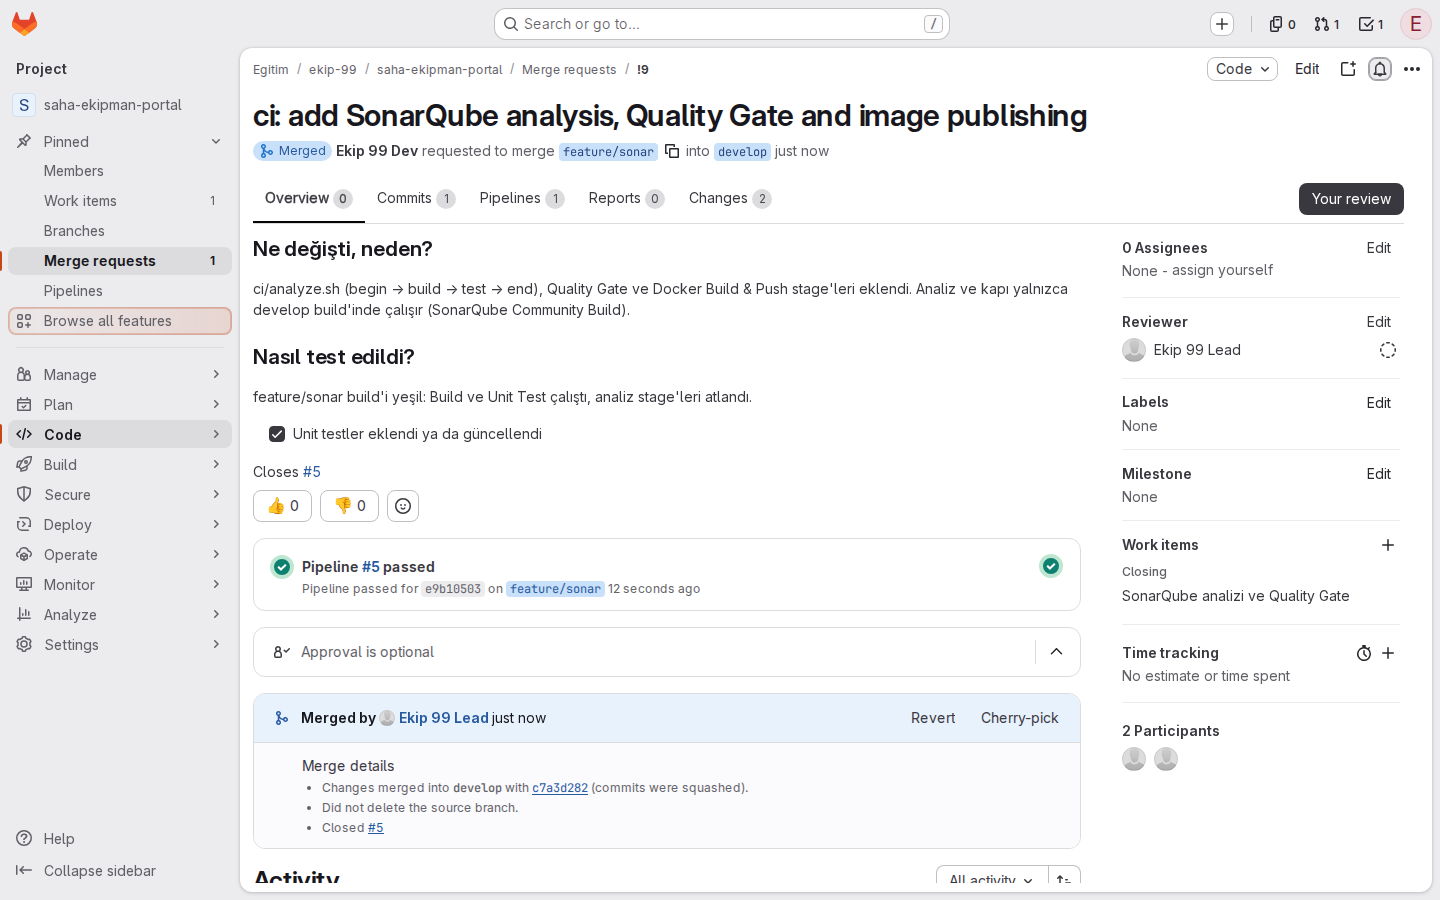 Search or go to...
/
0
1
1
E
Project
S
saha-ekipman-portal
Pinned
Members
Work items 1
Branches
Merge requests 1
Pipelines
Browse all features
Manage
Plan
Code
Build
Secure
Deploy
Operate
Monitor
Analyze
Settings
Help
Collapse sidebar
Egitim / ekip-99 / saha-ekipman-portal / Merge requests / !9
Code
Edit
ci: add SonarQube analysis, Quality Gate and image publishing
Merged Ekip 99 Dev requested to merge feature/sonar into develop just now
Overview 0
Commits 1
Pipelines 1
Reports 0
Changes 2
Your review
Ne değişti, neden?
ci/analyze.sh (begin → build → test → end), Quality Gate ve Docker Build & Push stage'leri eklendi. Analiz ve kapı yalnızca
develop build'inde çalışır (SonarQube Community Build).
Nasıl test edildi?
feature/sonar build'i yeşil: Build ve Unit Test çalıştı, analiz stage'leri atlandı.
Unit testler eklendi ya da güncellendi
Closes #5
👍 0
👎 0
Pipeline #5 passed
Pipeline passed for e9b10503 on feature/sonar 12 seconds ago
Approval is optional
Merged by Ekip 99 Lead just now
Revert
Cherry-pick
Merge details
Changes merged into develop with c7a3d282 (commits were squashed).
Did not delete the source branch.
Closed #5
Activity
All activity
0 Assignees
Edit
None - assign yourself
Reviewer
Edit
Ekip 99 Lead
Labels
Edit
None
Milestone
Edit
None
Work items
Closing
SonarQube analizi ve Quality Gate
Time tracking
No estimate or time spent
2 Participants